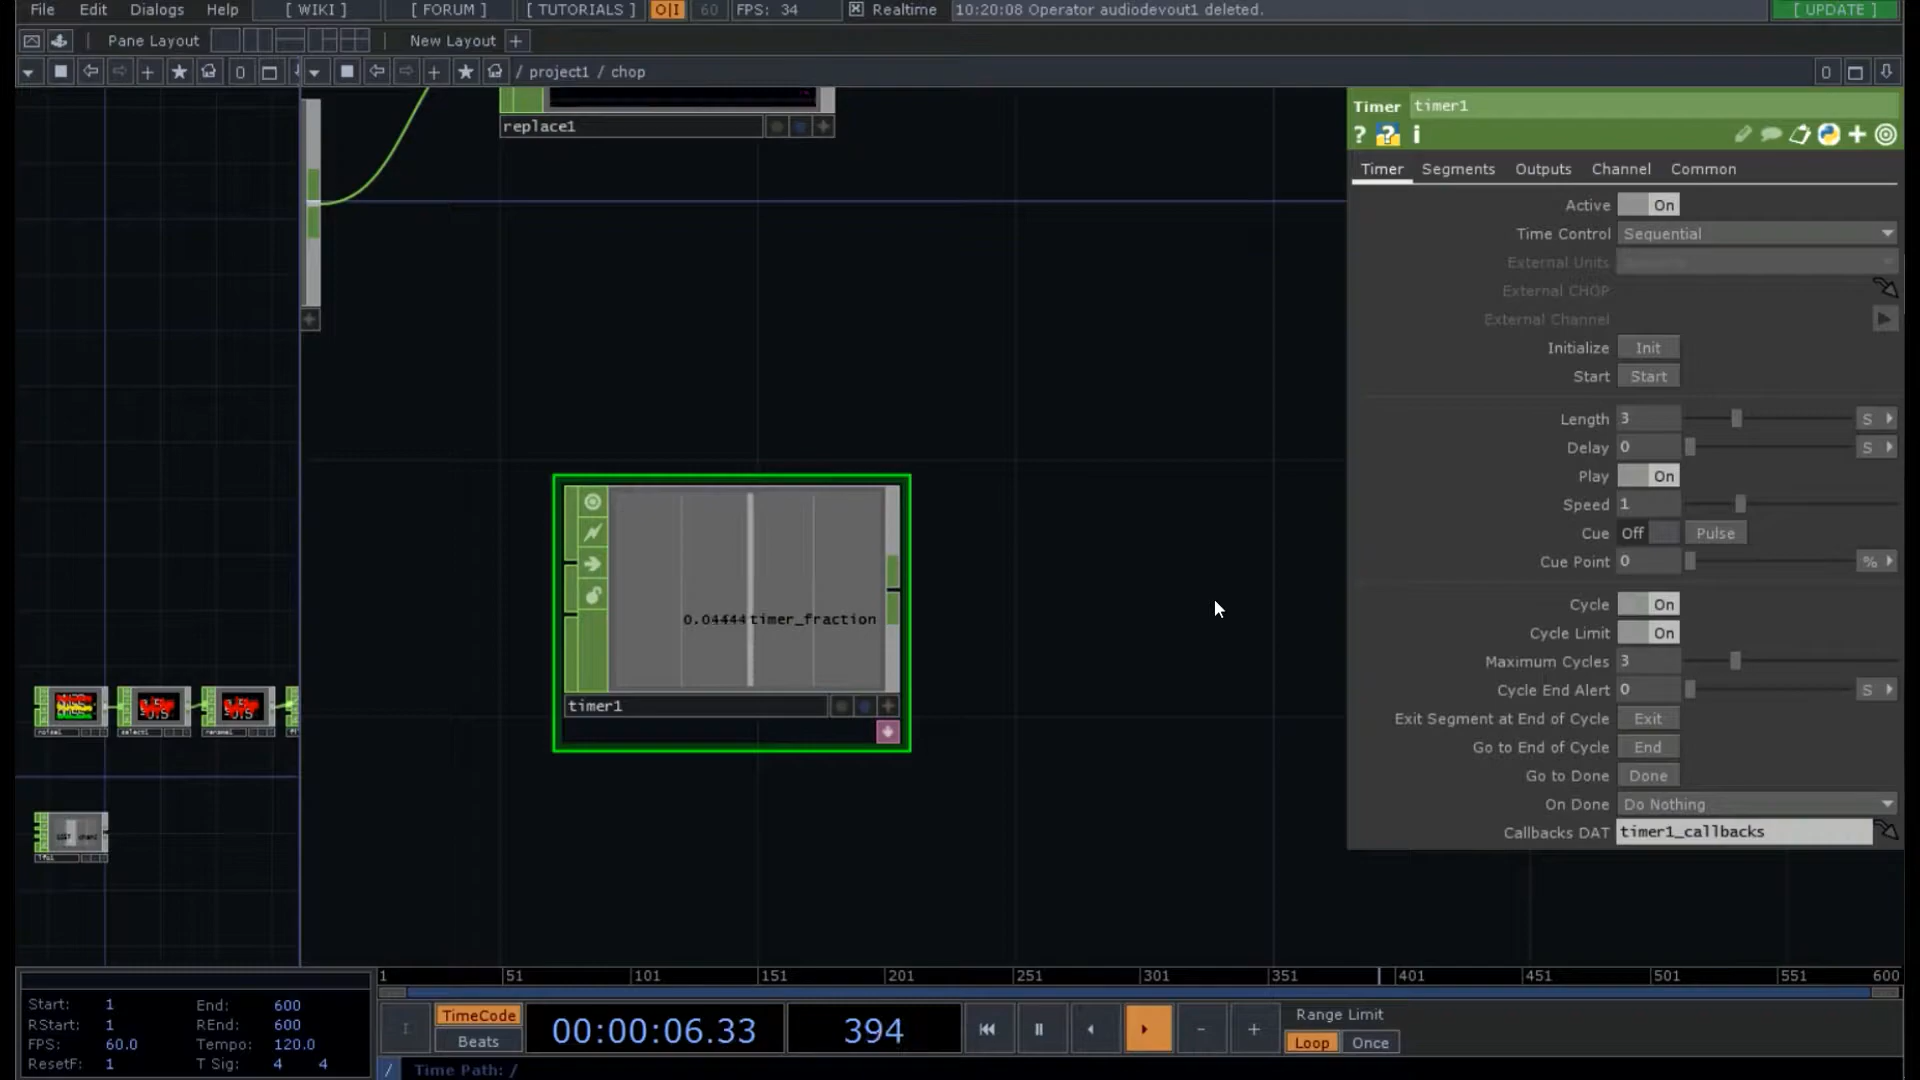 File Edit Dialogs Help [ WIKI ] [ FORUM ] [ TUTORIALS ] O|I 60 FPS: 34 Realtime 10:20:08 Operator audiodevout1 deleted. [ UPDATE ]
Pane Layout New Layout +
0 / project1 / chop 0
replace1
Timer timer1
? ? i
Timer Segments Outputs Channel Common
Active On
Time Control Sequential
External Units
External CHOP
External Channel
Initialize Init
Start Start
Length 3 S
Delay 0 S
Play On
Speed 1
Cue Off Pulse
Cue Point 0 %
Cycle On
Cycle Limit On
Maximum Cycles 3
Cycle End Alert 0 S
Exit Segment at End of Cycle Exit
Go to End of Cycle End
Go to Done Done
On Done Do Nothing
Callbacks DAT timer1_callbacks
0.04444 timer_fraction
timer1
1 51 101 151 201 251 301 351 401 451 501 551 600
Start: 1 End: 600
RStart: 1 REnd: 600
FPS: 60.0 Tempo: 120.0
ResetF: 1 T Sig: 4 4
TimeCode
Beats
00:00:06.33 394
Range Limit
Loop Once
/ Time Path: /